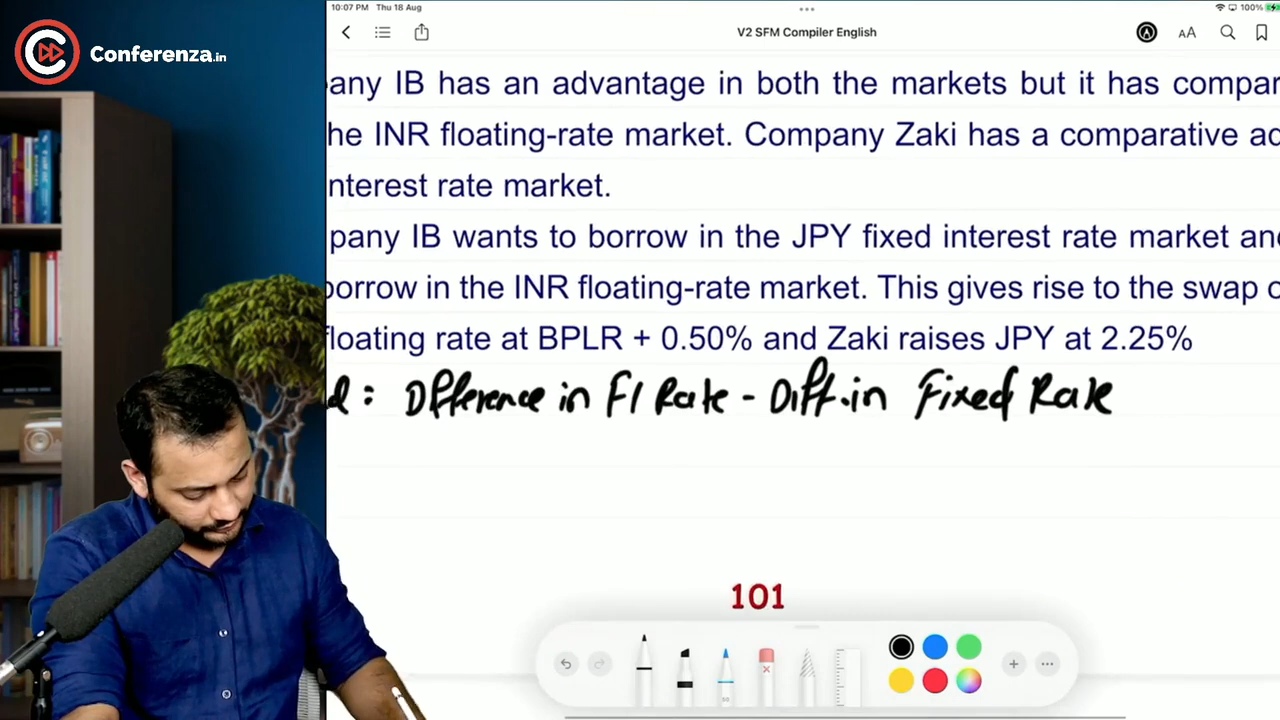 10:07 PM Thu 18 Aug
100%
Conferenza.in
V2 SFM Compiler English
AA
any IB has an advantage in both the markets but it has compar
he INR floating-rate market. Company Zaki has a comparative ad
nterest rate market.
pany IB wants to borrow in the JPY fixed interest rate market an
borrow in the INR floating-rate market. This gives rise to the swap
floating rate at BPLR + 0.50% and Zaki raises JPY at 2.25%
d : Difference in Fl Rate - Diff. in Fixed Rate
101
50